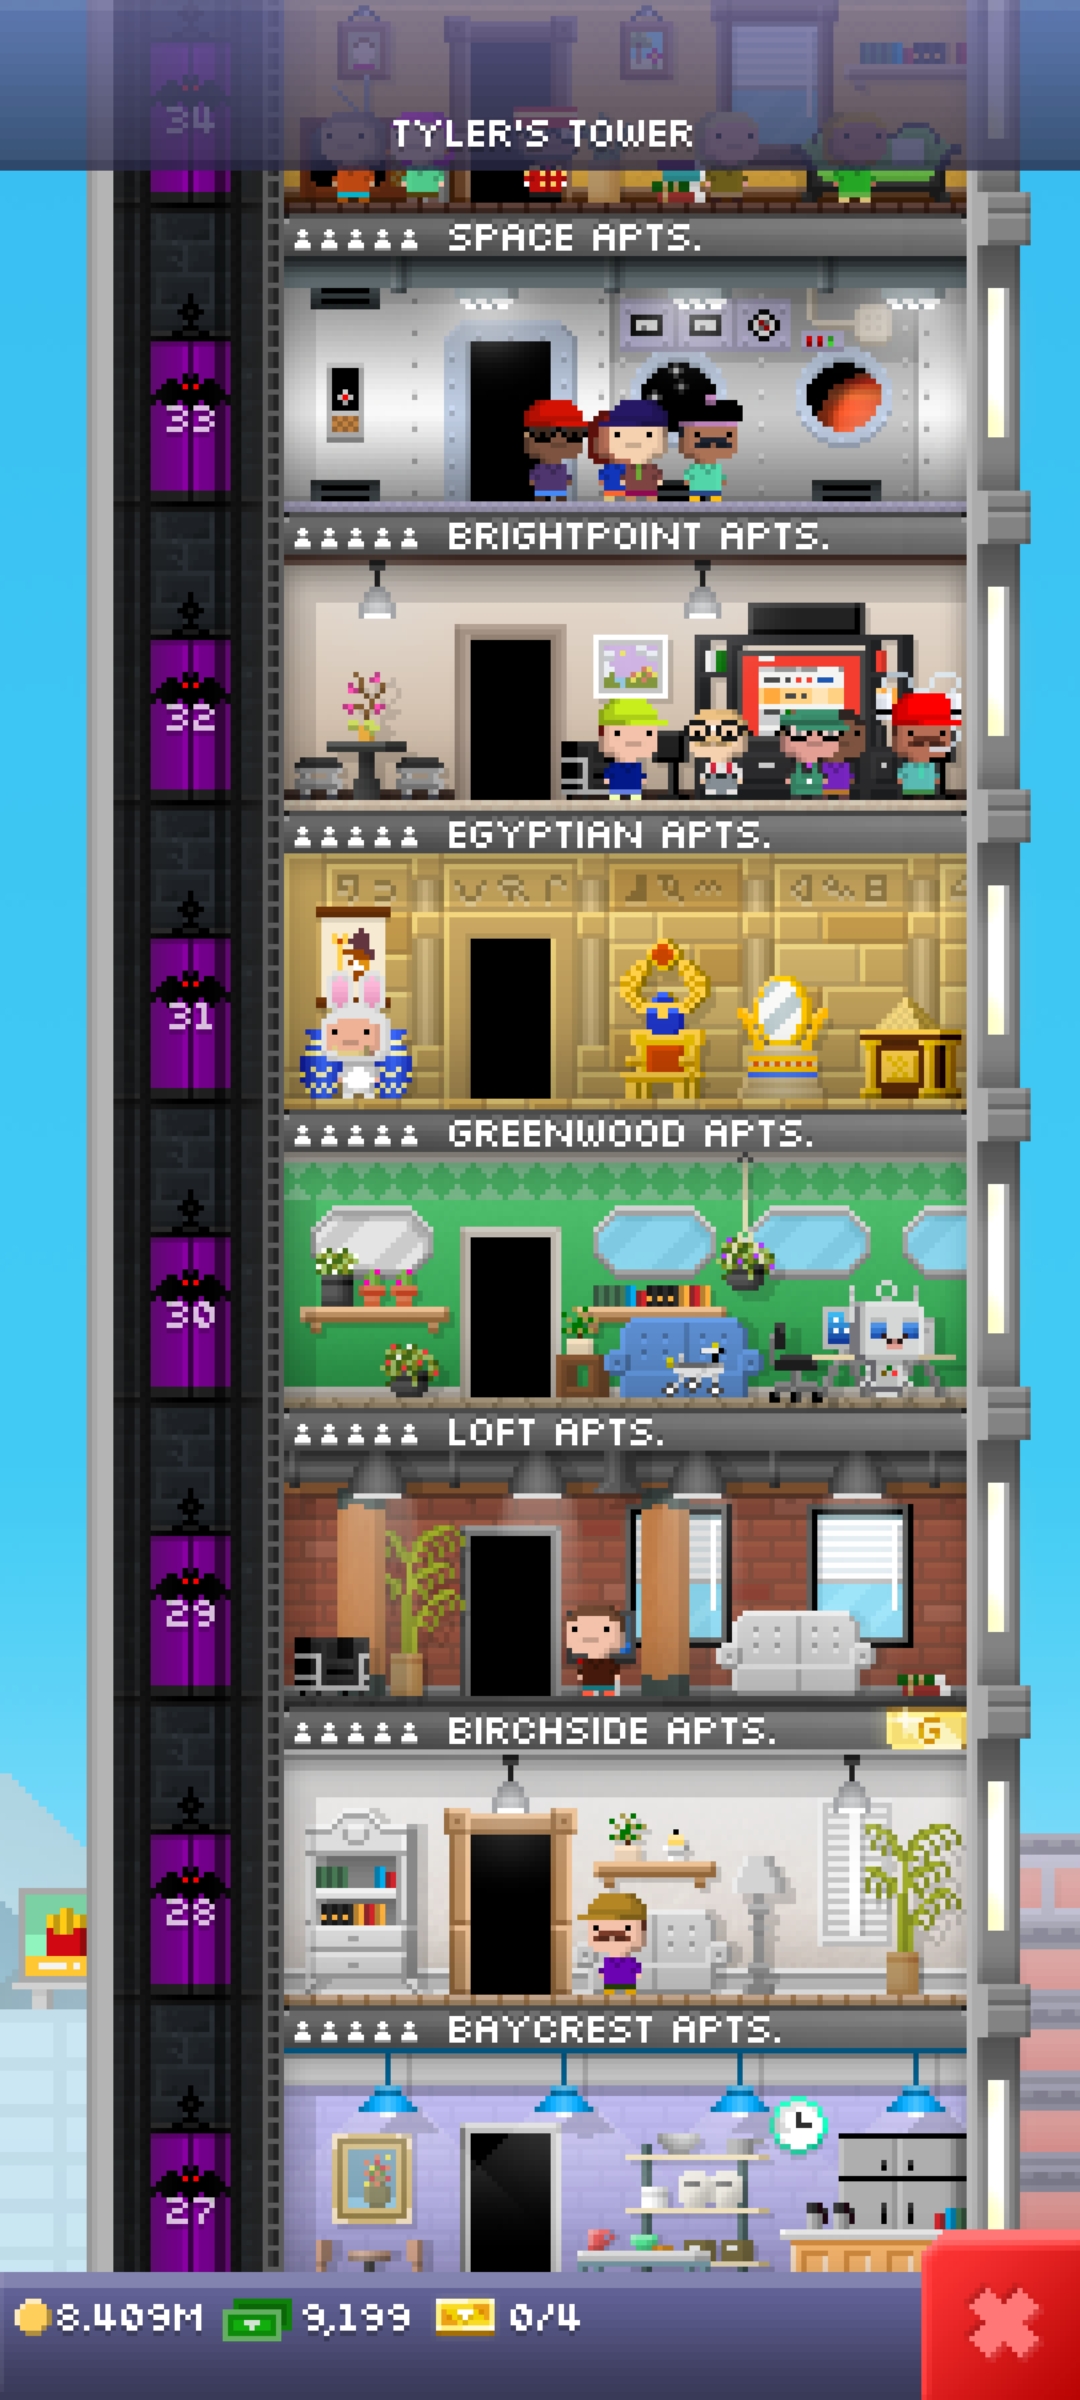 34
TYLER'S TOWER
SPACE APTS.
33
BRIGHTPOINT APTS.
32
EGYPTIAN APTS.
31
GREENWOOD APTS.
30
LOFT APTS.
29
BIRCHSIDE APTS. G
28
BAYCREST APTS.
27
8.409M 9,199 0/4